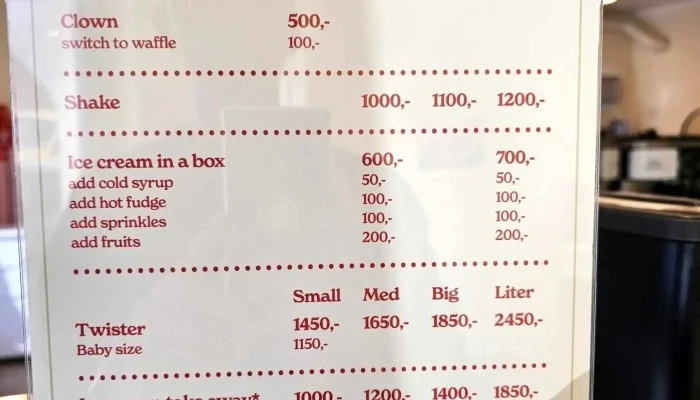 Clown 500,-
switch to waffle 100,-
Shake 1000,- 1100,- 1200,-
Ice cream in a box 600,- 700,-
add cold syrup 50,- 50,-
add hot fudge 100,- 100,-
add sprinkles 100,- 100,-
add fruits 200,- 200,-
Small Med Big Liter
Twister 1450,- 1650,- 1850,- 2450,-
Baby size 1150,-
take away* 1000,- 1200,- 1400,- 1850,-